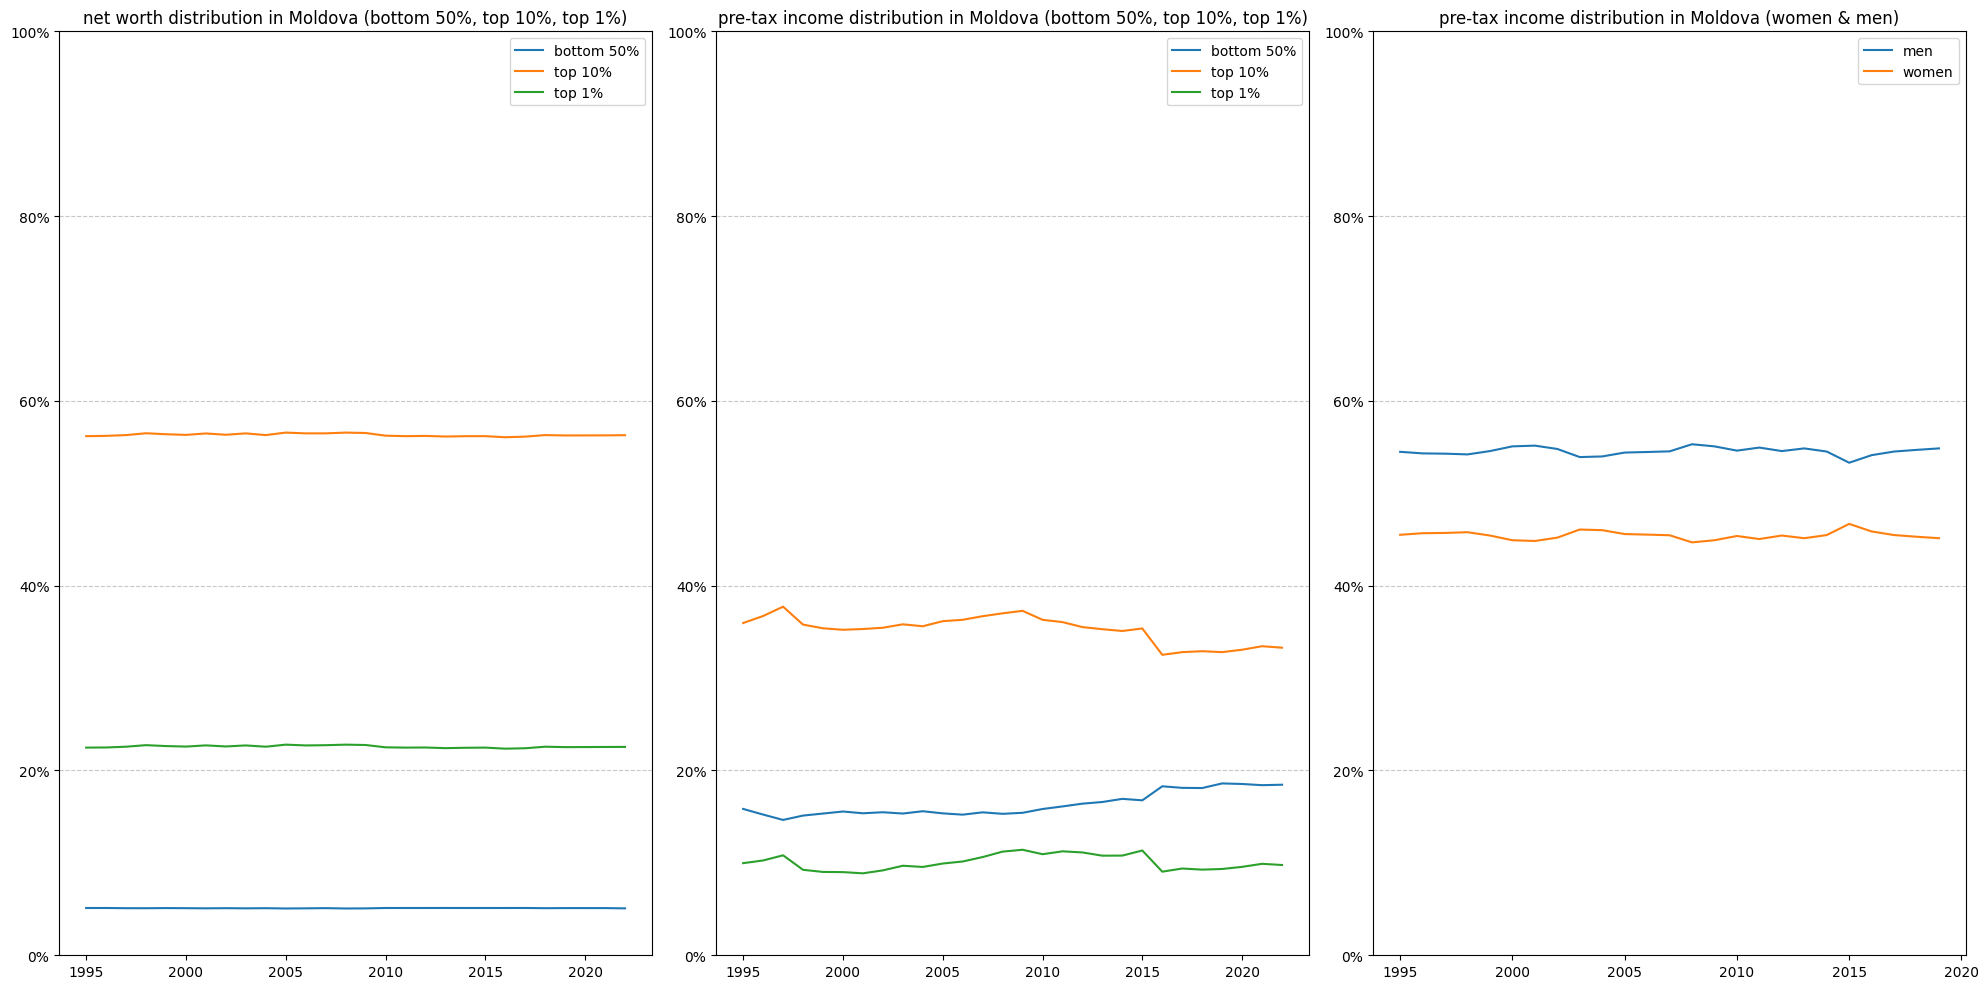 net worth distribution in Moldova (bottom 50%, top 10%, top 1%)
100%
80%
60%
40%
20%
0%
1995 2000 2005 2010 2015 2020
bottom 50%
top 10%
top 1%
pre-tax income distribution in Moldova (bottom 50%, top 10%, top 1%)
100%
80%
60%
40%
20%
0%
1995 2000 2005 2010 2015 2020
bottom 50%
top 10%
top 1%
pre-tax income distribution in Moldova (women & men)
100%
80%
60%
40%
20%
0%
1995 2000 2005 2010 2015 2020
men
women